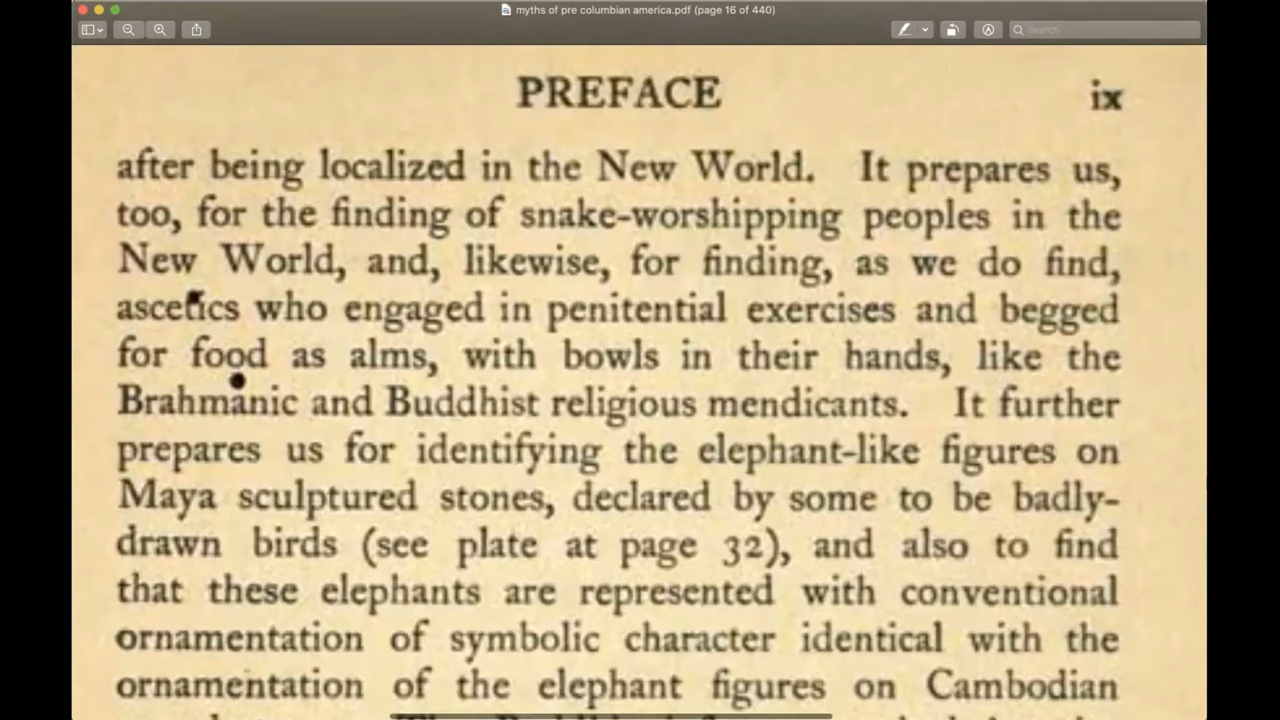 myths of pre columbian america.pdf (page 16 of 440)
Search
PREFACE ix
after being localized in the New World. It prepares us,
too, for the finding of snake-worshipping peoples in the
New World, and, likewise, for finding, as we do find,
ascetics who engaged in penitential exercises and begged
for food as alms, with bowls in their hands, like the
Brahmanic and Buddhist religious mendicants. It further
prepares us for identifying the elephant-like figures on
Maya sculptured stones, declared by some to be badly-
drawn birds (see plate at page 32), and also to find
that these elephants are represented with conventional
ornamentation of symbolic character identical with the
ornamentation of the elephant figures on Cambodian